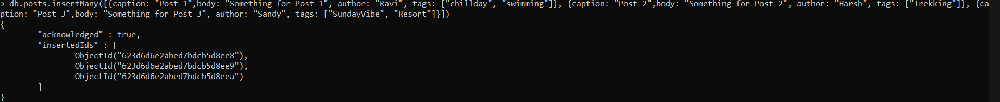 > db.posts.insertMany([{caption: "Post 1",body: "Something for Post 1", author: "Ravi", tags: ["chillday", "swimming"]}, {caption: "Post 2",body: "Something for Post 2", author: "Harsh", tags: ["Trekking"]}, {ca
ption: "Post 3",body: "Something for Post 3", author: "Sandy", tags: ["SundayVibe", "Resort"]}])
{
        "acknowledged" : true,
        "insertedIds" : [
                ObjectId("623d6d6e2abed7bdcb5d8ee8"),
                ObjectId("623d6d6e2abed7bdcb5d8ee9"),
                ObjectId("623d6d6e2abed7bdcb5d8eea")
        ]
}